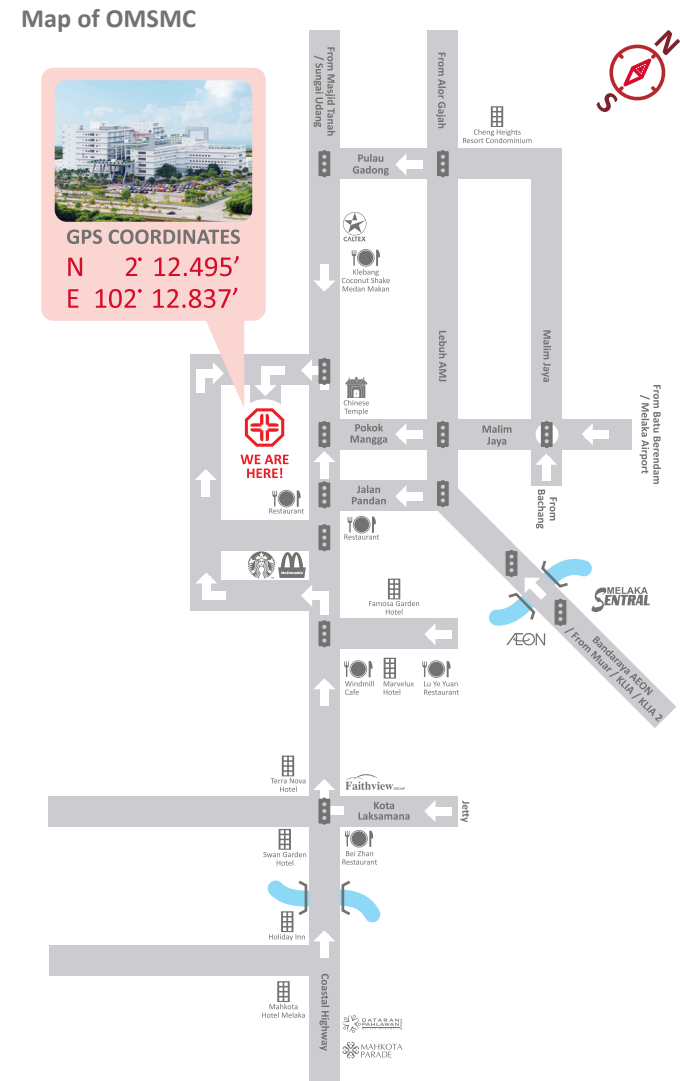 Map of OMSMC
N
S
From Masjid Tanah
/ Sungai Udang
From Alor Gajah
Cheng Heights
Resort Condominium
Pulau
Gadong
GPS COORDINATES
N 2° 12.495'
E 102° 12.837'
CALTEX
Klebang
Coconut Shake
Medan Makan
Lebuh AMJ
Malim Jaya
Chinese
Temple
From Batu Berendam
/ Melaka Airport
Pokok
Mangga
Malim
Jaya
WE ARE
HERE!
Jalan
Pandan
From
Bachang
Restaurant
Restaurant
McDonald's
MELAKA
SENTRAL
Famosa Garden
Hotel
AEON
Bandaraya AEON
/ From Muar / KLIA / KLIA 2
Windmill
Cafe
Marvelux
Hotel
Lu Ye Yuan
Restaurant
Terra Nova
Hotel
Faithview GROUP
Kota
Laksamana
Jetty
Swan Garden
Hotel
Bei Zhan
Restaurant
Holiday Inn
Coastal Highway
Mahkota
Hotel Melaka
DATARAN
PAHLAWAN
MAHKOTA
PARADE